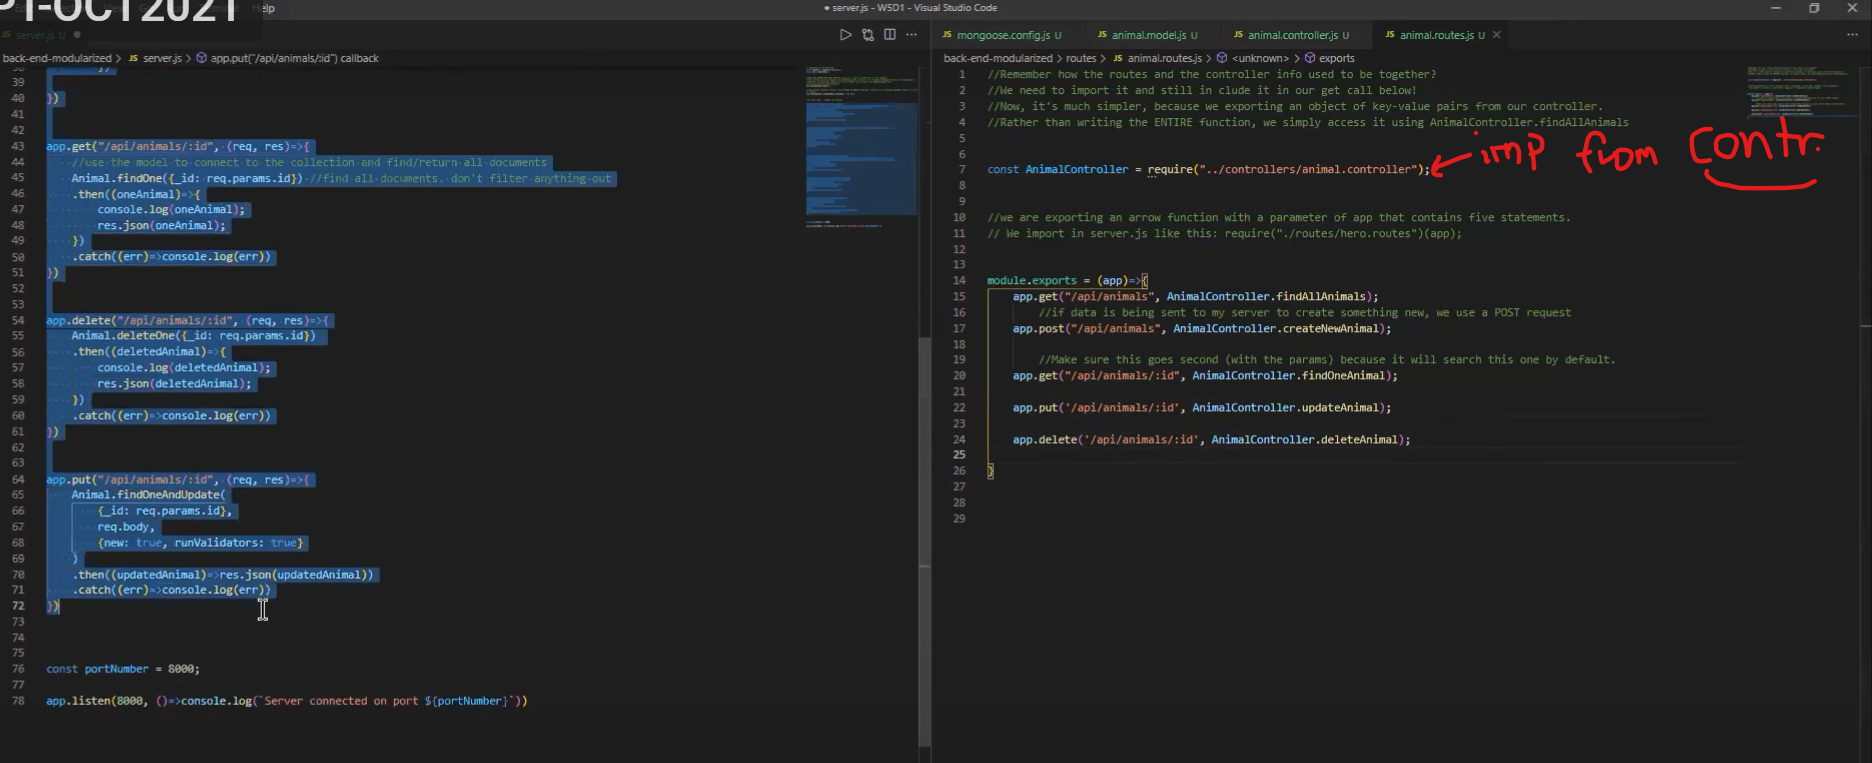 PT-OCT2021
Help
● server.js - W5D1 - Visual Studio Code
JS server.js U ●
JS mongoose.config.js U
JS animal.model.js U
JS animal.controller.js U
JS animal.routes.js U ×
back-end-modularized > JS server.js > app.put("/api/animals/:id") callback
39
40 })
41
42
43 app.get("/api/animals/:id", (req, res)=>{
44 //use the model to connect to the collection and find/return all documents
45 Animal.findOne({_id: req.params.id}) //find all documents. don't filter anything out
46 .then((oneAnimal)=>{
47 console.log(oneAnimal);
48 res.json(oneAnimal);
49 })
50 .catch((err)=>console.log(err))
51 })
52
53
54 app.delete("/api/animals/:id", (req, res)=>{
55 Animal.deleteOne({_id: req.params.id})
56 .then((deletedAnimal)=>{
57 console.log(deletedAnimal);
58 res.json(deletedAnimal);
59 })
60 .catch((err)=>console.log(err))
61 })
62
63
64 app.put("/api/animals/:id", (req, res)=>{
65 Animal.findOneAndUpdate(
66 {_id: req.params.id},
67 req.body,
68 {new: true, runValidators: true}
69 )
70 .then((updatedAnimal)=>res.json(updatedAnimal))
71 .catch((err)=>console.log(err))
72 })
73
74
75
76 const portNumber = 8000;
77
78 app.listen(8000, ()=>console.log(`Server connected on port ${portNumber}`))
back-end-modularized > routes > JS animal.routes.js > <unknown> > exports
1 //Remember how the routes and the controller info used to be together?
2 //We need to import it and still in clude it in our get call below!
3 //Now, it's much simpler, because we exporting an object of key-value pairs from our controller.
4 //Rather than writing the ENTIRE function, we simply access it using AnimalController.findAllAnimals
5
6
7 const AnimalController = require("../controllers/animal.controller");
imp from Contr.
8
9
10 //we are exporting an arrow function with a parameter of app that contains five statements.
11 // We import in server.js like this: require("./routes/hero.routes")(app);
12
13
14 module.exports = (app)=>{
15 app.get("/api/animals", AnimalController.findAllAnimals);
16 //if data is being sent to my server to create something new, we use a POST request
17 app.post("/api/animals", AnimalController.createNewAnimal);
18
19 //Make sure this goes second (with the params) because it will search this one by default.
20 app.get("/api/animals/:id", AnimalController.findOneAnimal);
21
22 app.put('/api/animals/:id', AnimalController.updateAnimal);
23
24 app.delete('/api/animals/:id', AnimalController.deleteAnimal);
25
26 }
27
28
29